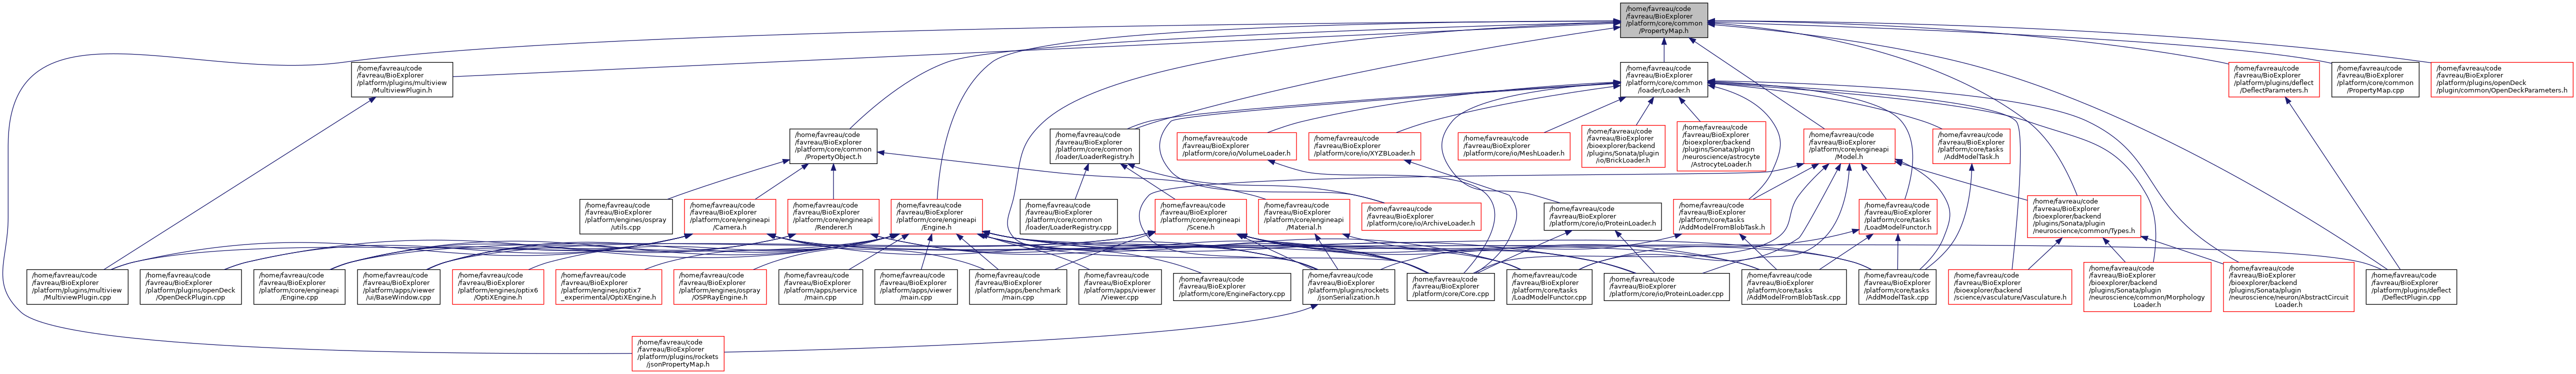 /home/favreau/code
/favreau/BioExplorer
/platform/core/common
/PropertyMap.h
/home/favreau/code
/favreau/BioExplorer
/platform/plugins/multiview
/MultiviewPlugin.h
/home/favreau/code
/favreau/BioExplorer
/platform/core/common
/loader/Loader.h
/home/favreau/code
/favreau/BioExplorer
/platform/plugins/deflect
/DeflectParameters.h
/home/favreau/code
/favreau/BioExplorer
/platform/core/common
/PropertyMap.cpp
/home/favreau/code
/favreau/BioExplorer
/platform/plugins/openDeck
plugin/common/OpenDeckParameters.h
/home/favreau/code
/favreau/BioExplorer
/platform/core/common
/PropertyObject.h
/home/favreau/code
/favreau/BioExplorer
/platform/core/common
/loader/LoaderRegistry.h
/home/favreau/code
/favreau/BioExplorer
/platform/core/io/VolumeLoader.h
/home/favreau/code
/favreau/BioExplorer
/platform/core/io/XYZBLoader.h
/home/favreau/code
/favreau/BioExplorer
/platform/core/io/MeshLoader.h
/home/favreau/code
/favreau/BioExplorer
/bioexplorer/backend
/plugins/Sonata/plugin
/io/BrickLoader.h
/home/favreau/code
/favreau/BioExplorer
/bioexplorer/backend
/plugins/Sonata/plugin
/neuroscience/astrocyte
/AstrocyteLoader.h
/home/favreau/code
/favreau/BioExplorer
/platform/core/engineapi
/Model.h
/home/favreau/code
/favreau/BioExplorer
/platform/core/tasks
/AddModelTask.h
/home/favreau/code
/favreau/BioExplorer
/platform/engines/ospray
/utils.cpp
/home/favreau/code
/favreau/BioExplorer
/platform/core/engineapi
/Camera.h
/home/favreau/code
/favreau/BioExplorer
/platform/core/engineapi
/Renderer.h
/home/favreau/code
/favreau/BioExplorer
/platform/core/engineapi
/Engine.h
/home/favreau/code
/favreau/BioExplorer
/platform/core/common
/loader/LoaderRegistry.cpp
/home/favreau/code
/favreau/BioExplorer
/platform/core/engineapi
/Scene.h
/home/favreau/code
/favreau/BioExplorer
/platform/core/engineapi
/Material.h
/home/favreau/code
/favreau/BioExplorer
/platform/core/io/ArchiveLoader.h
/home/favreau/code
/favreau/BioExplorer
/platform/core/io/ProteinLoader.h
/home/favreau/code
/favreau/BioExplorer
/platform/core/tasks
/AddModelFromBlobTask.h
/home/favreau/code
/favreau/BioExplorer
/platform/core/tasks
/LoadModelFunctor.h
/home/favreau/code
/favreau/BioExplorer
/bioexplorer/backend
/plugins/Sonata/plugin
/neuroscience/common/Types.h
/home/favreau/code
/favreau/BioExplorer
/platform/plugins/multiview
/MultiviewPlugin.cpp
/home/favreau/code
/favreau/BioExplorer
/platform/plugins/openDeck
/OpenDeckPlugin.cpp
/home/favreau/code
/favreau/BioExplorer
/platform/core/engineapi
/Engine.cpp
/home/favreau/code
/favreau/BioExplorer
/platform/apps/viewer
/ui/BaseWindow.cpp
/home/favreau/code
/favreau/BioExplorer
/platform/engines/optix6
/OptiXEngine.h
/home/favreau/code
/favreau/BioExplorer
/platform/engines/optix7
_experimental/OptiXEngine.h
/home/favreau/code
/favreau/BioExplorer
/platform/engines/ospray
/OSPRayEngine.h
/home/favreau/code
/favreau/BioExplorer
/platform/apps/service
/main.cpp
/home/favreau/code
/favreau/BioExplorer
/platform/apps/viewer
/main.cpp
/home/favreau/code
/favreau/BioExplorer
/platform/apps/benchmark
/main.cpp
/home/favreau/code
/favreau/BioExplorer
/platform/apps/viewer
/Viewer.cpp
/home/favreau/code
/favreau/BioExplorer
/platform/core/EngineFactory.cpp
/home/favreau/code
/favreau/BioExplorer
/platform/plugins/rockets
/jsonSerialization.h
/home/favreau/code
/favreau/BioExplorer
/platform/core/Core.cpp
/home/favreau/code
/favreau/BioExplorer
/platform/core/tasks
/LoadModelFunctor.cpp
/home/favreau/code
/favreau/BioExplorer
/platform/core/io/ProteinLoader.cpp
/home/favreau/code
/favreau/BioExplorer
/platform/core/tasks
/AddModelFromBlobTask.cpp
/home/favreau/code
/favreau/BioExplorer
/platform/core/tasks
/AddModelTask.cpp
/home/favreau/code
/favreau/BioExplorer
/bioexplorer/backend
/science/vasculature/Vasculature.h
/home/favreau/code
/favreau/BioExplorer
/bioexplorer/backend
/plugins/Sonata/plugin
/neuroscience/common/Morphology
Loader.h
/home/favreau/code
/favreau/BioExplorer
/bioexplorer/backend
/plugins/Sonata/plugin
/neuroscience/neuron/AbstractCircuit
Loader.h
/home/favreau/code
/favreau/BioExplorer
/platform/plugins/deflect
/DeflectPlugin.cpp
/home/favreau/code
/favreau/BioExplorer
/platform/plugins/rockets
/jsonPropertyMap.h